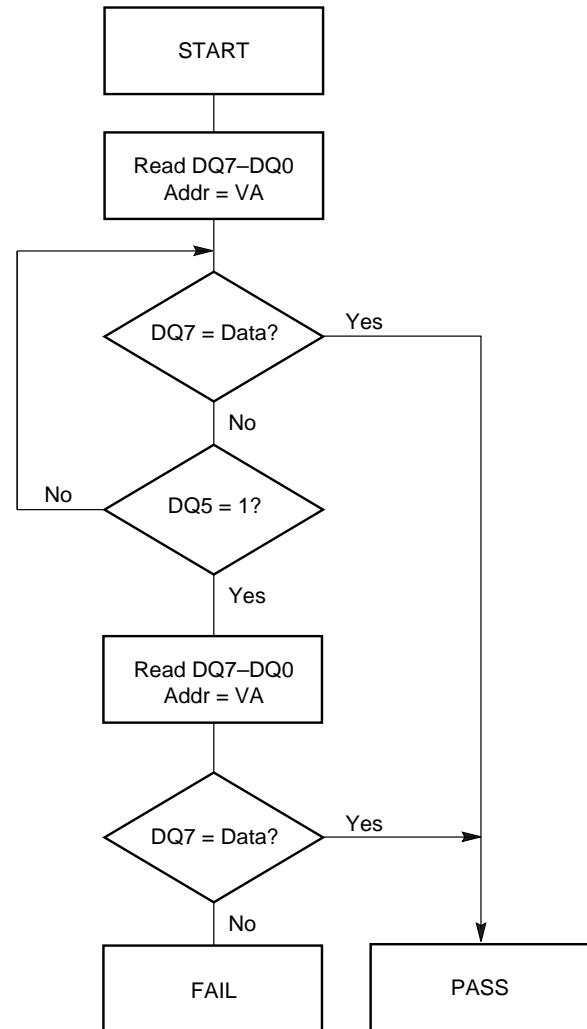 START
Read DQ7–DQ0
Addr = VA
DQ7 = Data?
Yes
No
No
DQ5 = 1?
Yes
Read DQ7–DQ0
Addr = VA
DQ7 = Data?
Yes
No
FAIL
PASS